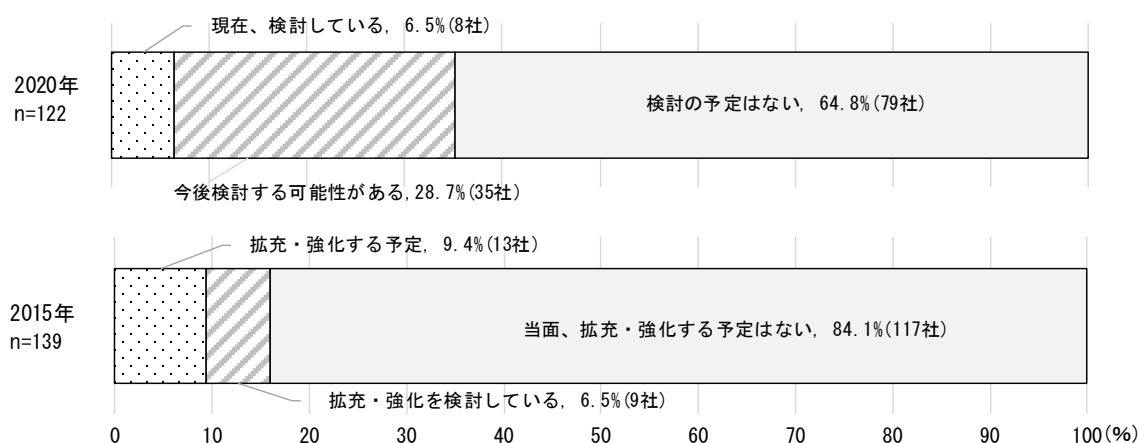 現在、検討している, 6.5%(8社)
2020年
n=122
検討の予定はない, 64.8%(79社)
今後検討する可能性がある,28.7%(35社)
拡充・強化する予定, 9.4%(13社)
2015年
n=139
当面、拡充・強化する予定はない, 84.1%(117社)
拡充・強化を検討している, 6.5%(9社)
0 10 20 30 40 50 60 70 80 90 100(%)